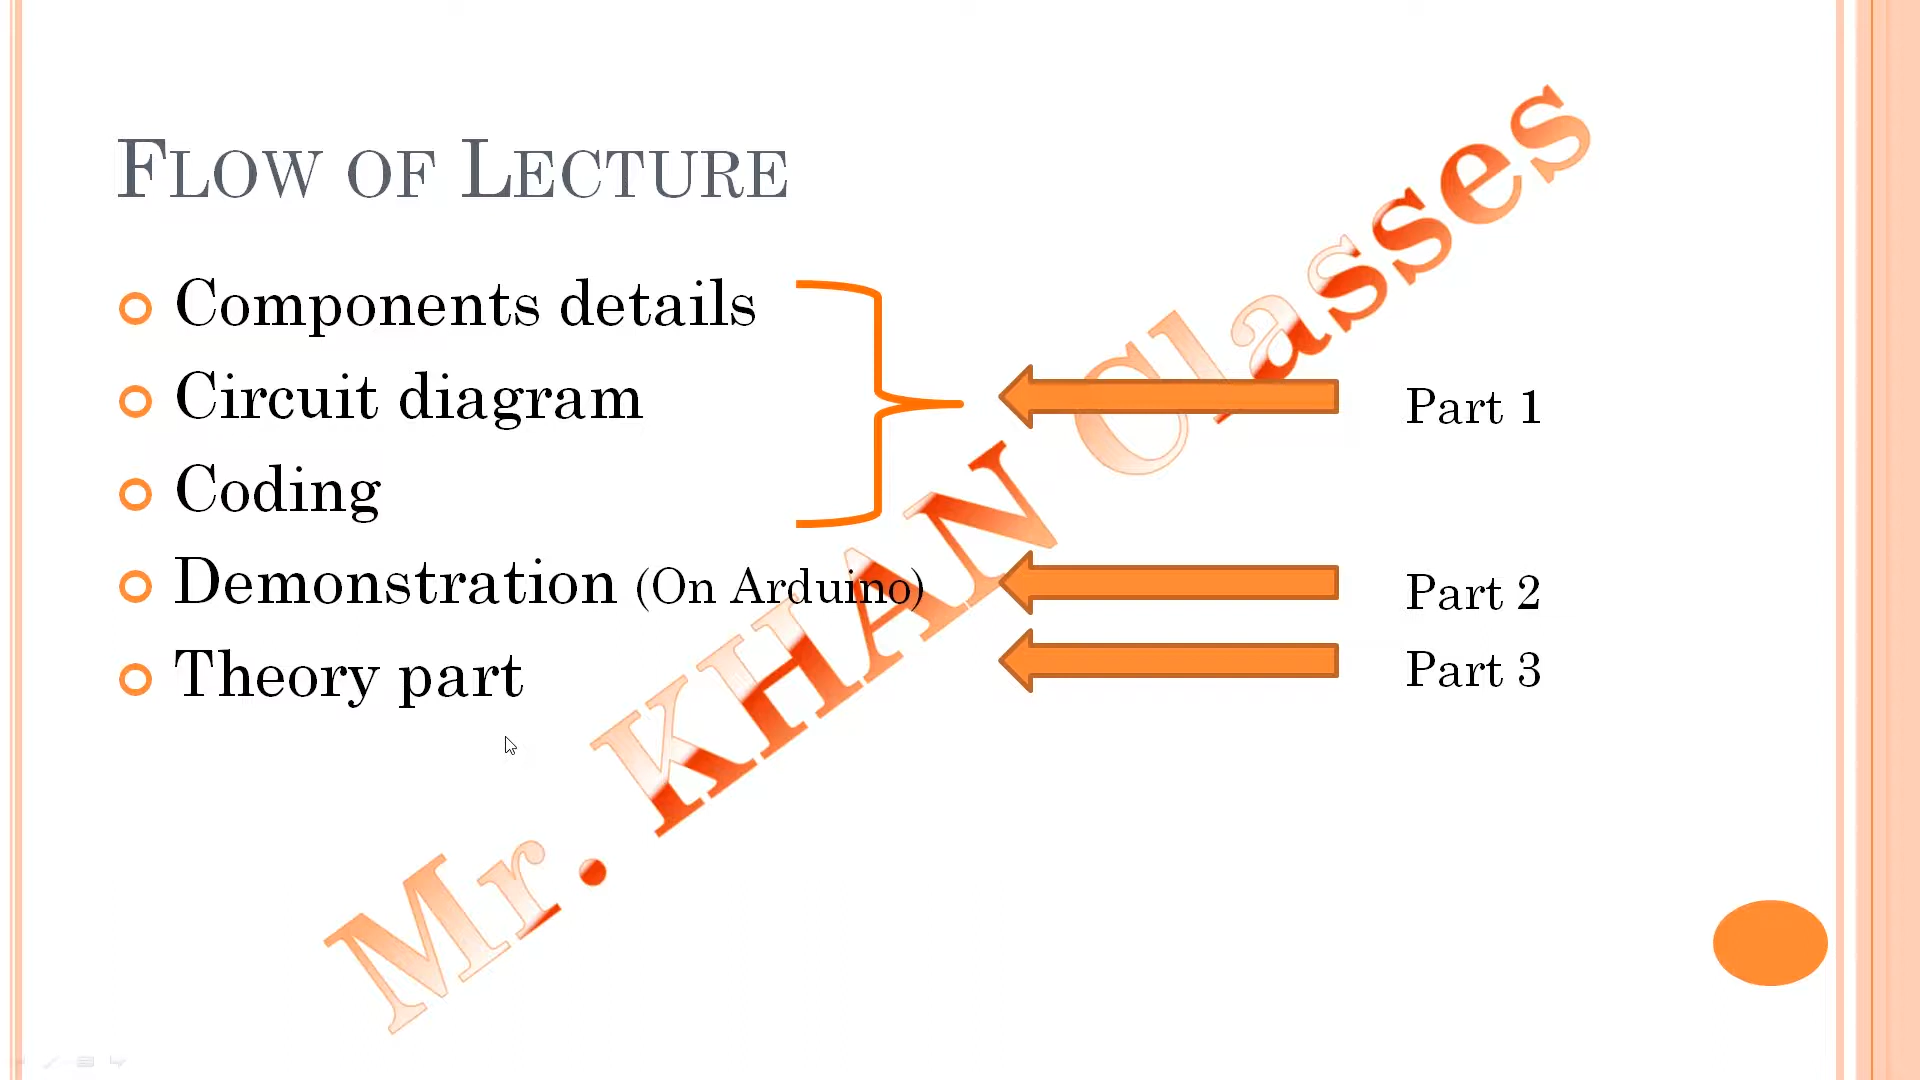 Flow of Lecture
Components details
Circuit diagram
Coding
Part 1
Demonstration (On Arduino)
Part 2
Theory part
Part 3
Mr. KHAN Classes